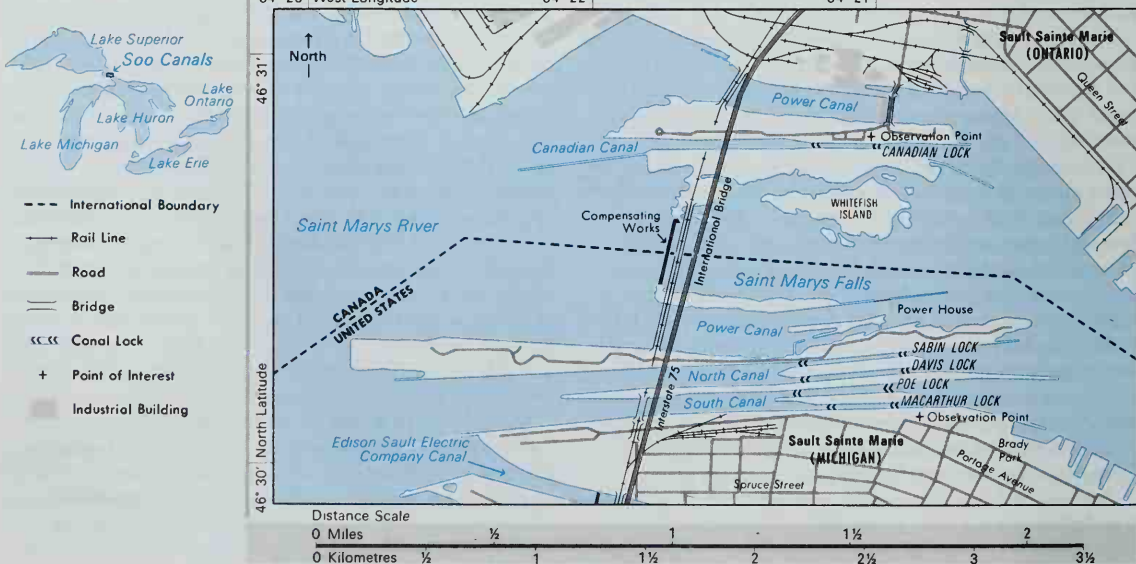 Lake Superior
Soo Canals
Lake
Ontario
Lake Huron
Lake Michigan
Lake Erie
International Boundary
Rail Line
Road
Bridge
Conal Lock
+ Point of Interest
Industrial Building
West Longitude
North
46° 31'
46° 30' North Latitude
Sault Sainte Marie
(ONTARIO)
Queen Street
Power Canal
+ Observation Point
Canadian Canal
CANADIAN LOCK
WHITEFISH
ISLAND
Compensating
Works
International Bridge
Saint Marys River
CANADA
UNITED STATES
Saint Marys Falls
Power House
Power Canal
SABIN LOCK
DAVIS LOCK
North Canal
POE LOCK
South Canal
MACARTHUR LOCK
+ Observation Point
Interstate 75
Edison Sault Electric
Company Canal
Sault Sainte Marie
(MICHIGAN)
Brady
Park
Portage Avenue
Spruce Street
Distance Scale
0 Miles ½ 1 1½ 2
0 Kilometres ½ 1 1½ 2 2½ 3 3½